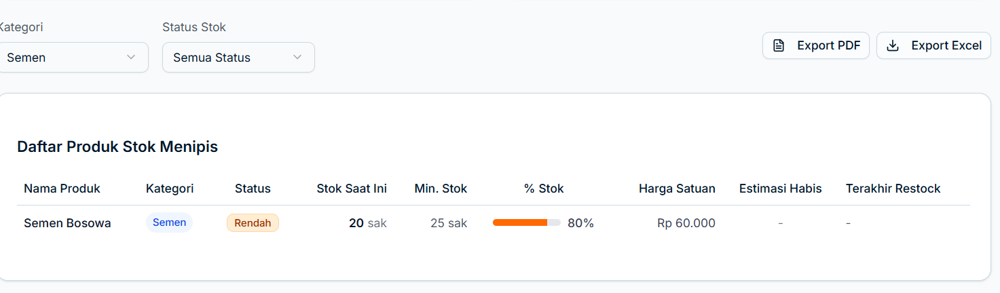 Kategori
Status Stok
Semen
Semua Status
Export PDF
Export Excel
Daftar Produk Stok Menipis
Nama Produk Kategori Status Stok Saat Ini Min. Stok % Stok Harga Satuan Estimasi Habis Terakhir Restock
Semen Bosowa Semen Rendah 20 sak 25 sak 80% Rp 60.000 - -